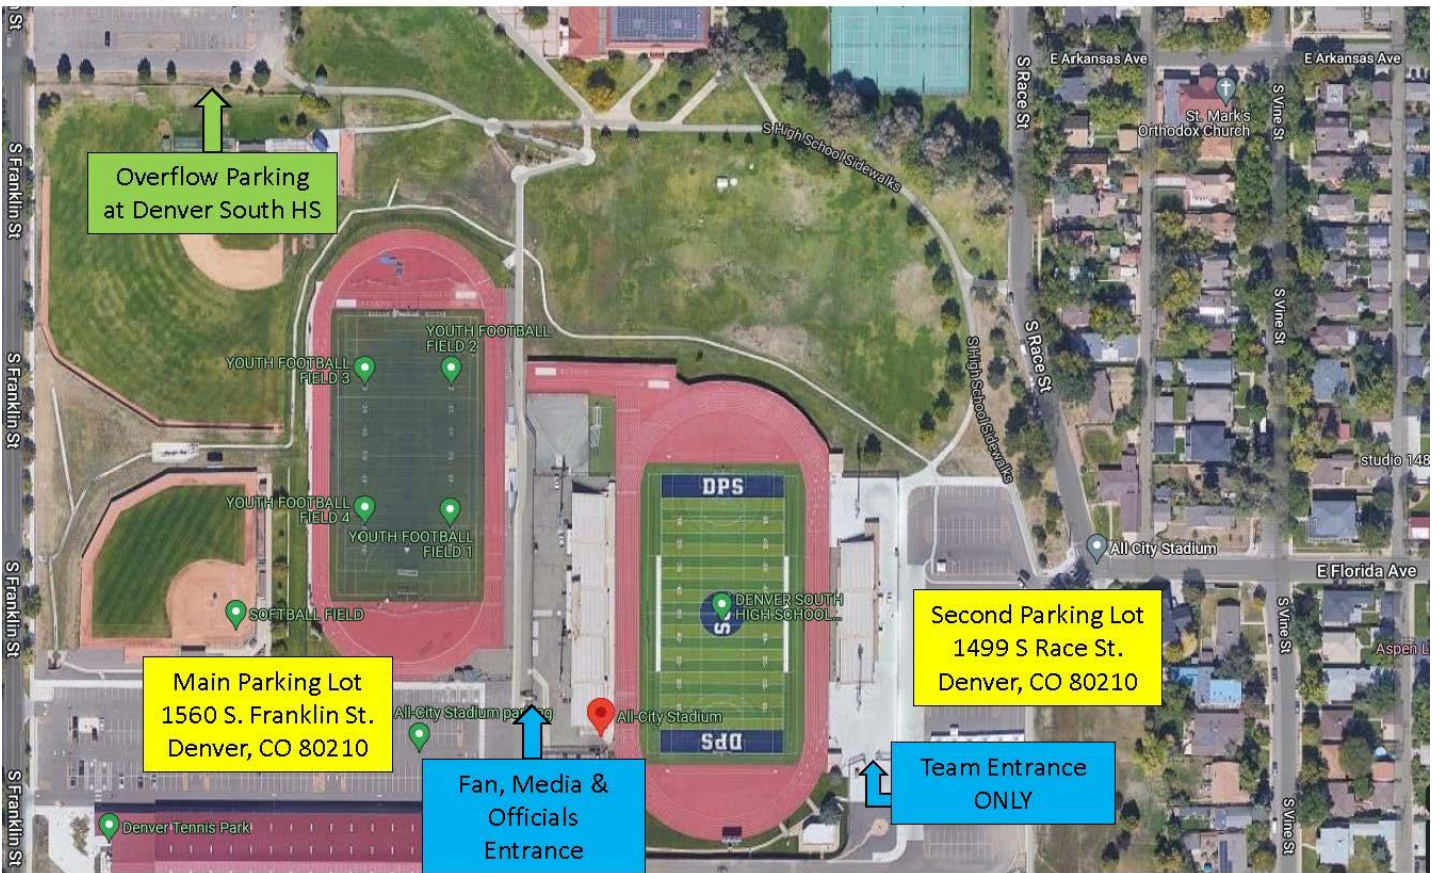 n St
E Arkansas Ave
E Arkansas Ave
S Race St
S Vine St
St. Mark's
Orthodox Church
S High School Sidewalks
S Franklin St
Overflow Parking
at Denver South HS
S Franklin St
YOUTH FOOTBALL
FIELD 2
YOUTH FOOTBALL
FIELD 3
S Race St
S High School Sidewalks
S Vine St
S Franklin St
studio 148
DPS
YOUTH FOOTBALL
FIELD 4
YOUTH FOOTBALL
FIELD 1
All City Stadium
E Florida Ave
SOFTBALL FIELD
DENVER SOUTH
HIGH SCHOOL...
S
S Franklin St
S Vine St
Aspen L
Second Parking Lot
1499 S Race St.
Denver, CO 80210
Main Parking Lot
1560 S. Franklin St.
Denver, CO 80210
All-City Stadium parking
All-City Stadium
DPS
Fan, Media &
Officials
Entrance
Team Entrance
ONLY
Denver Tennis Park
S Franklin St
S Vine St